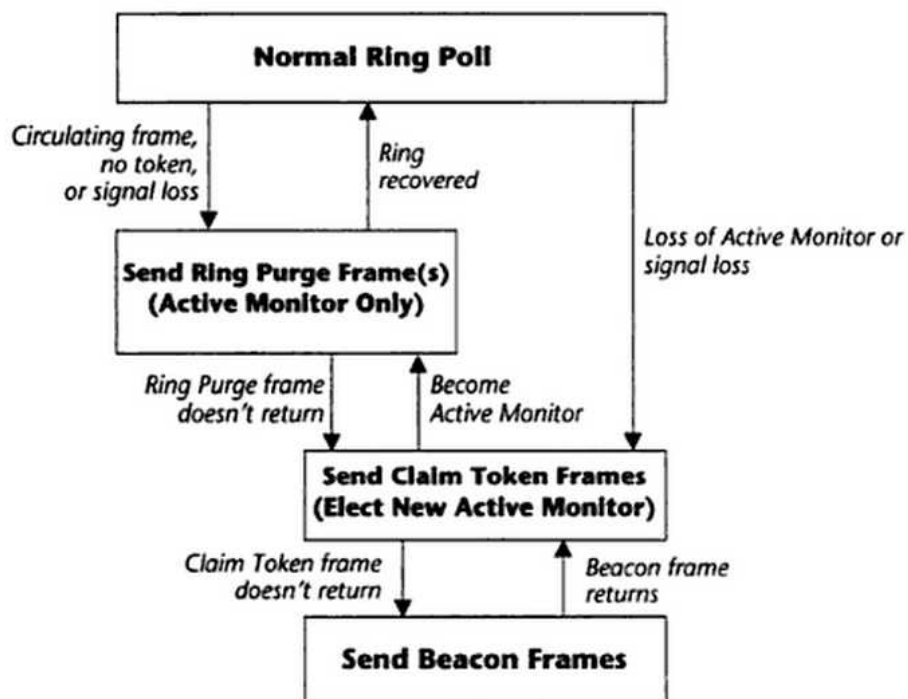 Normal Ring Poll
Circulating frame,
no token,
or signal loss
Ring
recovered
Loss of Active Monitor or
signal loss
Send Ring Purge Frame(s)
(Active Monitor Only)
Ring Purge frame
doesn't return
Become
Active Monitor
Send Claim Token Frames
(Elect New Active Monitor)
Claim Token frame
doesn't return
Beacon frame
returns
Send Beacon Frames